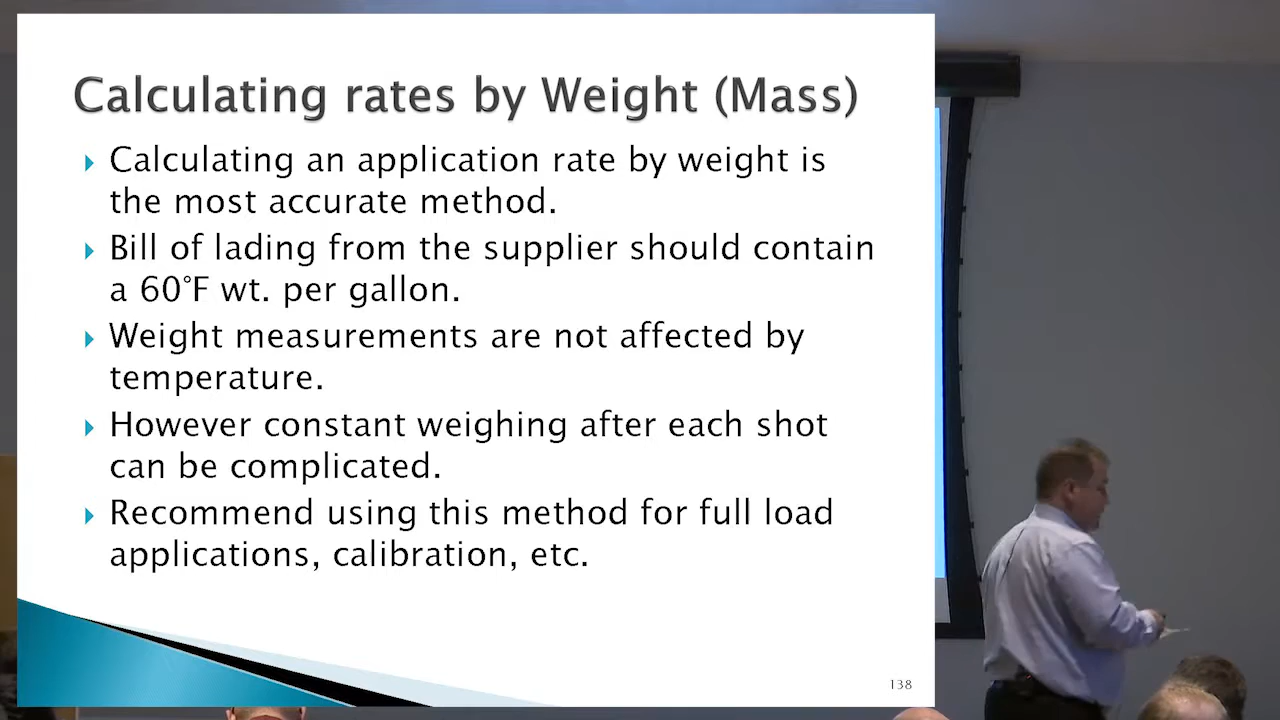 Calculating rates by Weight (Mass)
Calculating an application rate by weight is
the most accurate method.
Bill of lading from the supplier should contain
a 60°F wt. per gallon.
Weight measurements are not affected by
temperature.
However constant weighing after each shot
can be complicated.
Recommend using this method for full load
applications, calibration, etc.
138